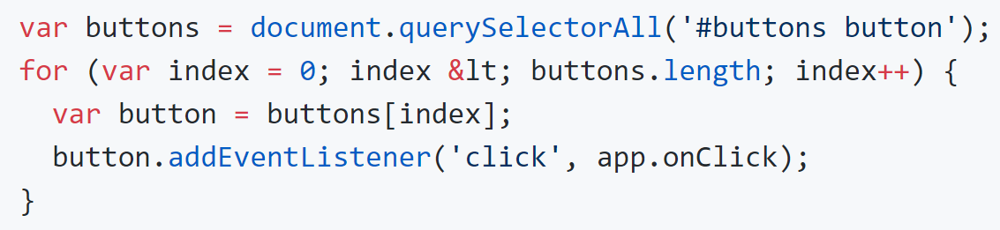 var buttons = document.querySelectorAll('#buttons button');
for (var index = 0; index &lt; buttons.length; index++) {
  var button = buttons[index];
  button.addEventListener('click', app.onClick);
}